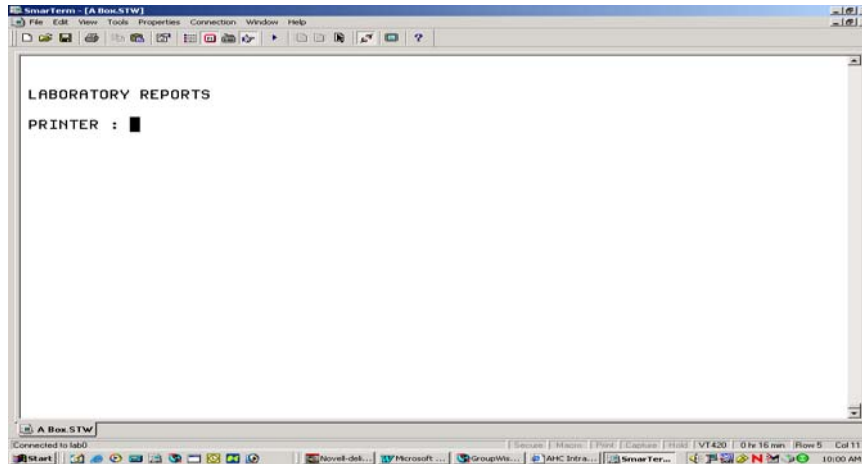 SmarTerm - [A Box.STW]
File Edit View Tools Properties Connection Window Help
LABORATORY REPORTS
PRINTER :
A Box.STW
Connected to lab0
Secure Macro Print Capture Hold VT420 0 hr 16 min Row 5 Col 11
Start Novell-deli... Microsoft ... GroupWis... AHC Intra... SmarTer... 10:00 AM